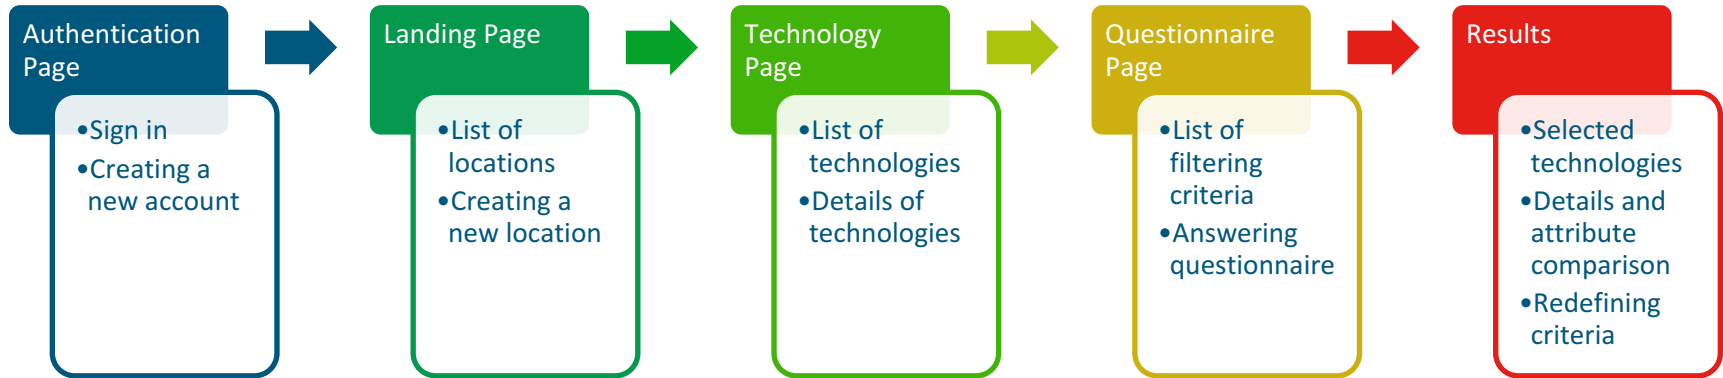 Authentication
Page
•Sign in
•Creating a
new account
Landing Page
•List of
locations
•Creating a
new location
Technology
Page
•List of
technologies
•Details of
technologies
Questionnaire
Page
•List of
filtering
criteria
•Answering
questionnaire
Results
•Selected
technologies
•Details and
attribute
comparison
•Redefining
criteria